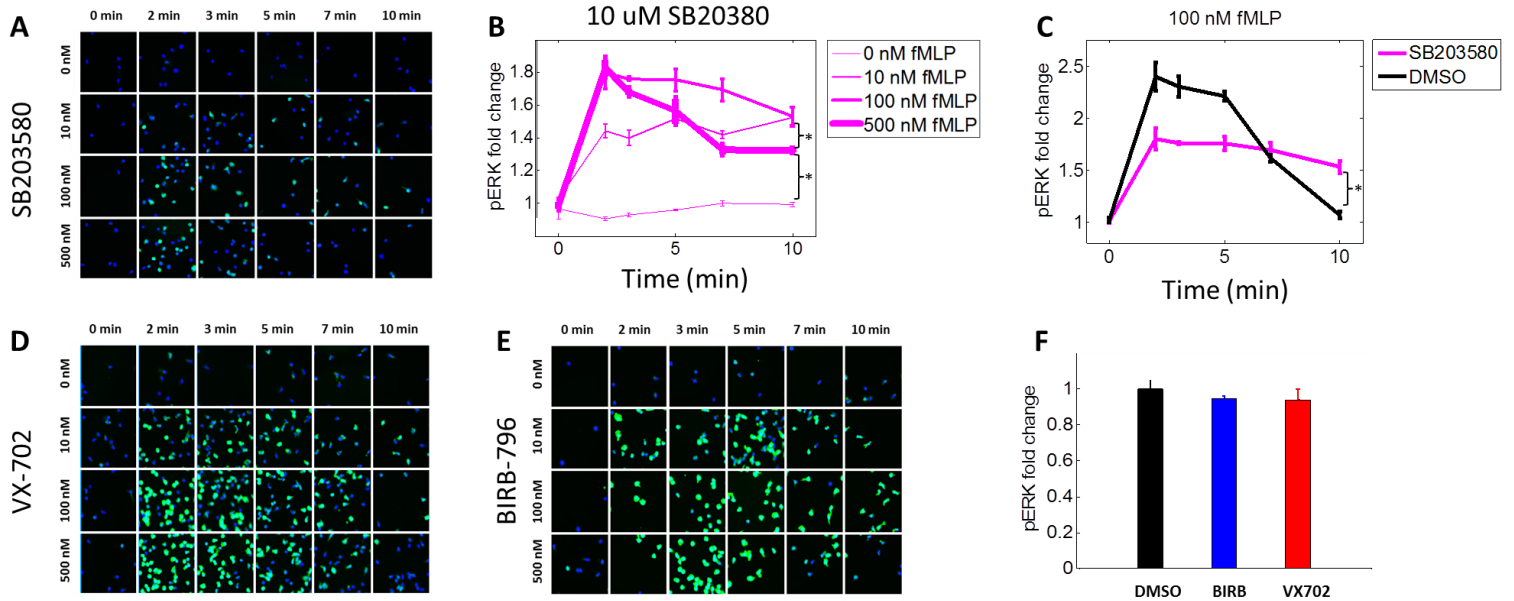 A
0 min 2 min 3 min 5 min 7 min 10 min
SB203580
0 nM
10 nM
100 nM
500 nM
B
10 uM SB20380
pERK fold change
1.8
1.6
1.4
1.2
1
0 5 10
Time (min)
0 nM fMLP
10 nM fMLP
100 nM fMLP
500 nM fMLP
*
*
C
100 nM fMLP
pERK fold change
2.5
2
1.5
1
0 5 10
Time (min)
SB203580
DMSO
*
D
0 min 2 min 3 min 5 min 7 min 10 min
VX-702
0 nM
10 nM
100 nM
500 nM
E
0 min 2 min 3 min 5 min 7 min 10 min
BIRB-796
0 nM
10 nM
100 nM
500 nM
F
pERK fold change
1
0.8
0.6
0.4
0.2
0
DMSO BIRB VX702